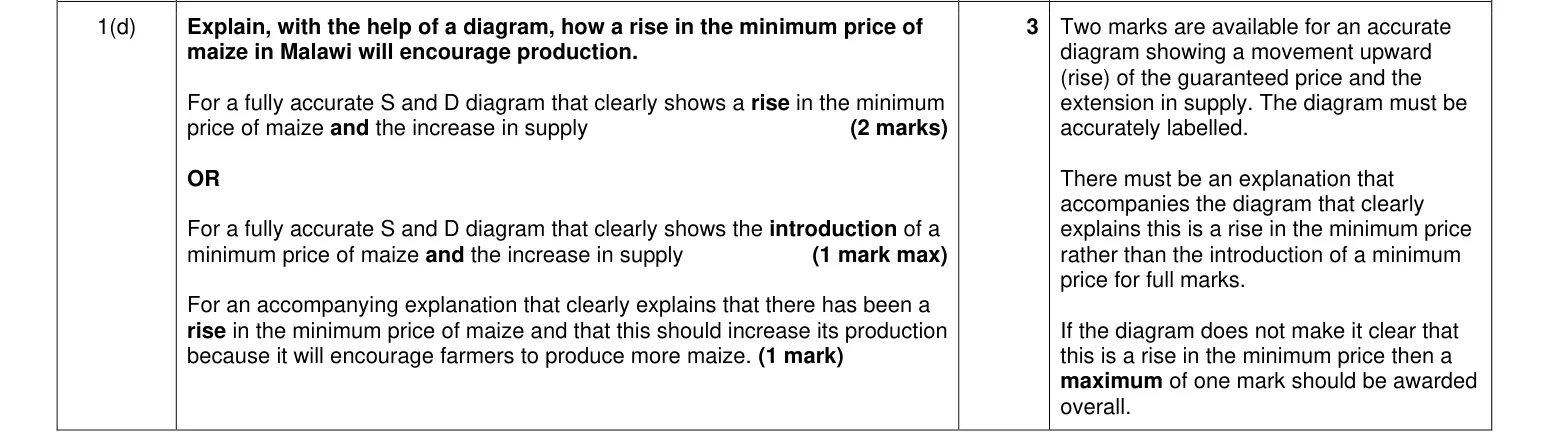 1(d)
Explain, with the help of a diagram, how a rise in the minimum price of
maize in Malawi will encourage production.
For a fully accurate S and D diagram that clearly shows a rise in the minimum
price of maize and the increase in supply (2 marks)
OR
For a fully accurate S and D diagram that clearly shows the introduction of a
minimum price of maize and the increase in supply (1 mark max)
For an accompanying explanation that clearly explains that there has been a
rise in the minimum price of maize and that this should increase its production
because it will encourage farmers to produce more maize. (1 mark)
3
Two marks are available for an accurate
diagram showing a movement upward
(rise) of the guaranteed price and the
extension in supply. The diagram must be
accurately labelled.
There must be an explanation that
accompanies the diagram that clearly
explains this is a rise in the minimum price
rather than the introduction of a minimum
price for full marks.
If the diagram does not make it clear that
this is a rise in the minimum price then a
maximum of one mark should be awarded
overall.